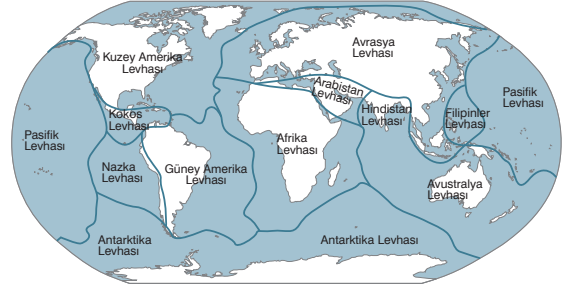 Kuzey Amerika
Levhası
Avrasya
Levhası
Arabistan
Levhası
Pasifik
Levhası
Kokos
Levhası
Hindistan
Levhası
Filipinler
Levhası
Pasifik
Levhası
Afrika
Levhası
Nazka
Levhası
Güney Amerika
Levhası
Avustralya
Levhası
Antarktika
Levhası
Antarktika Levhası